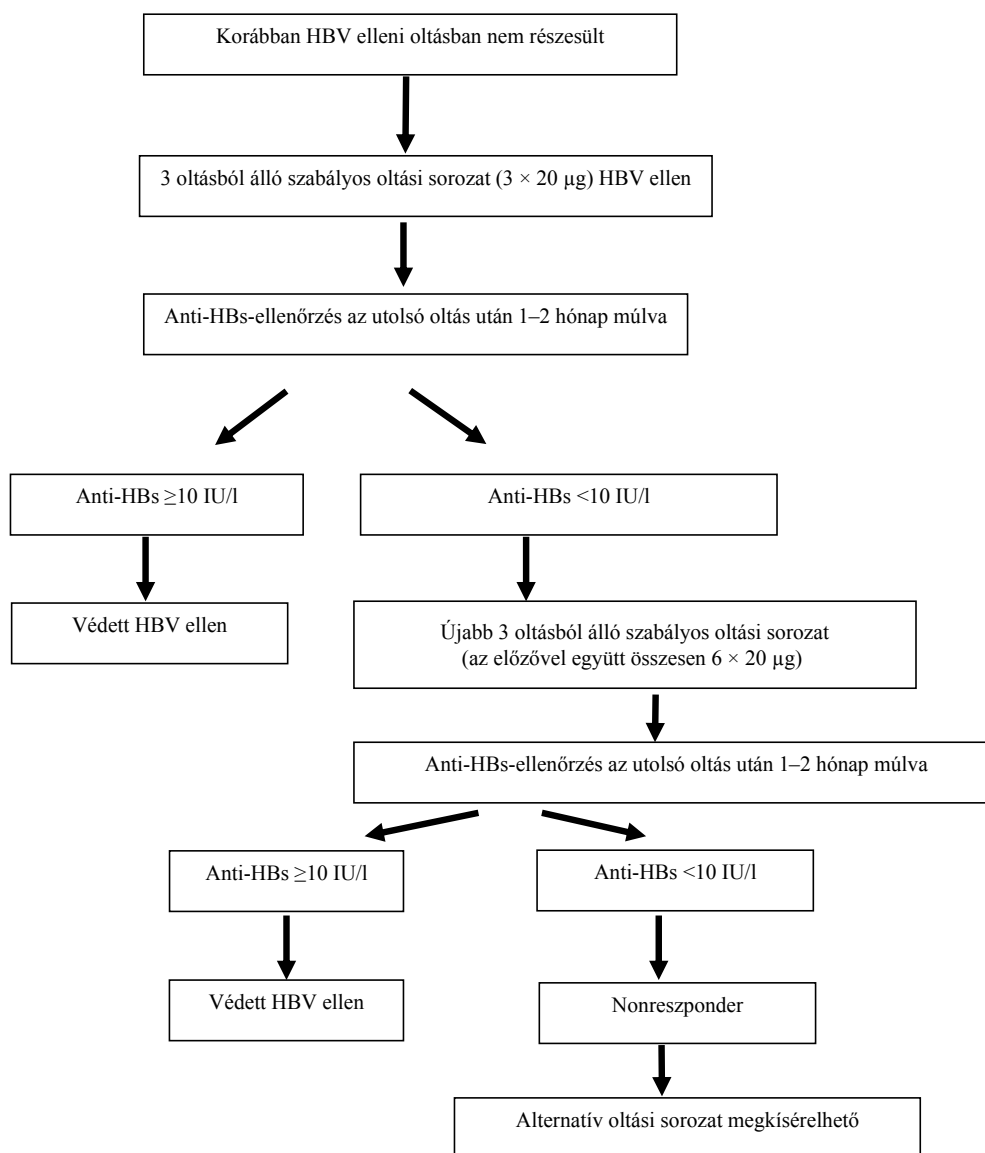 Korábban HBV elleni oltásban nem részesült
3 oltásból álló szabályos oltási sorozat (3 × 20 µg) HBV ellen
Anti-HBs-ellenőrzés az utolsó oltás után 1–2 hónap múlva
Anti-HBs ≥10 IU/l
Anti-HBs <10 IU/l
Védett HBV ellen
Újabb 3 oltásból álló szabályos oltási sorozat
(az előzővel együtt összesen 6 × 20 µg)
Anti-HBs-ellenőrzés az utolsó oltás után 1–2 hónap múlva
Anti-HBs ≥10 IU/l
Anti-HBs <10 IU/l
Védett HBV ellen
Nonreszponder
Alternatív oltási sorozat megkísérelhető